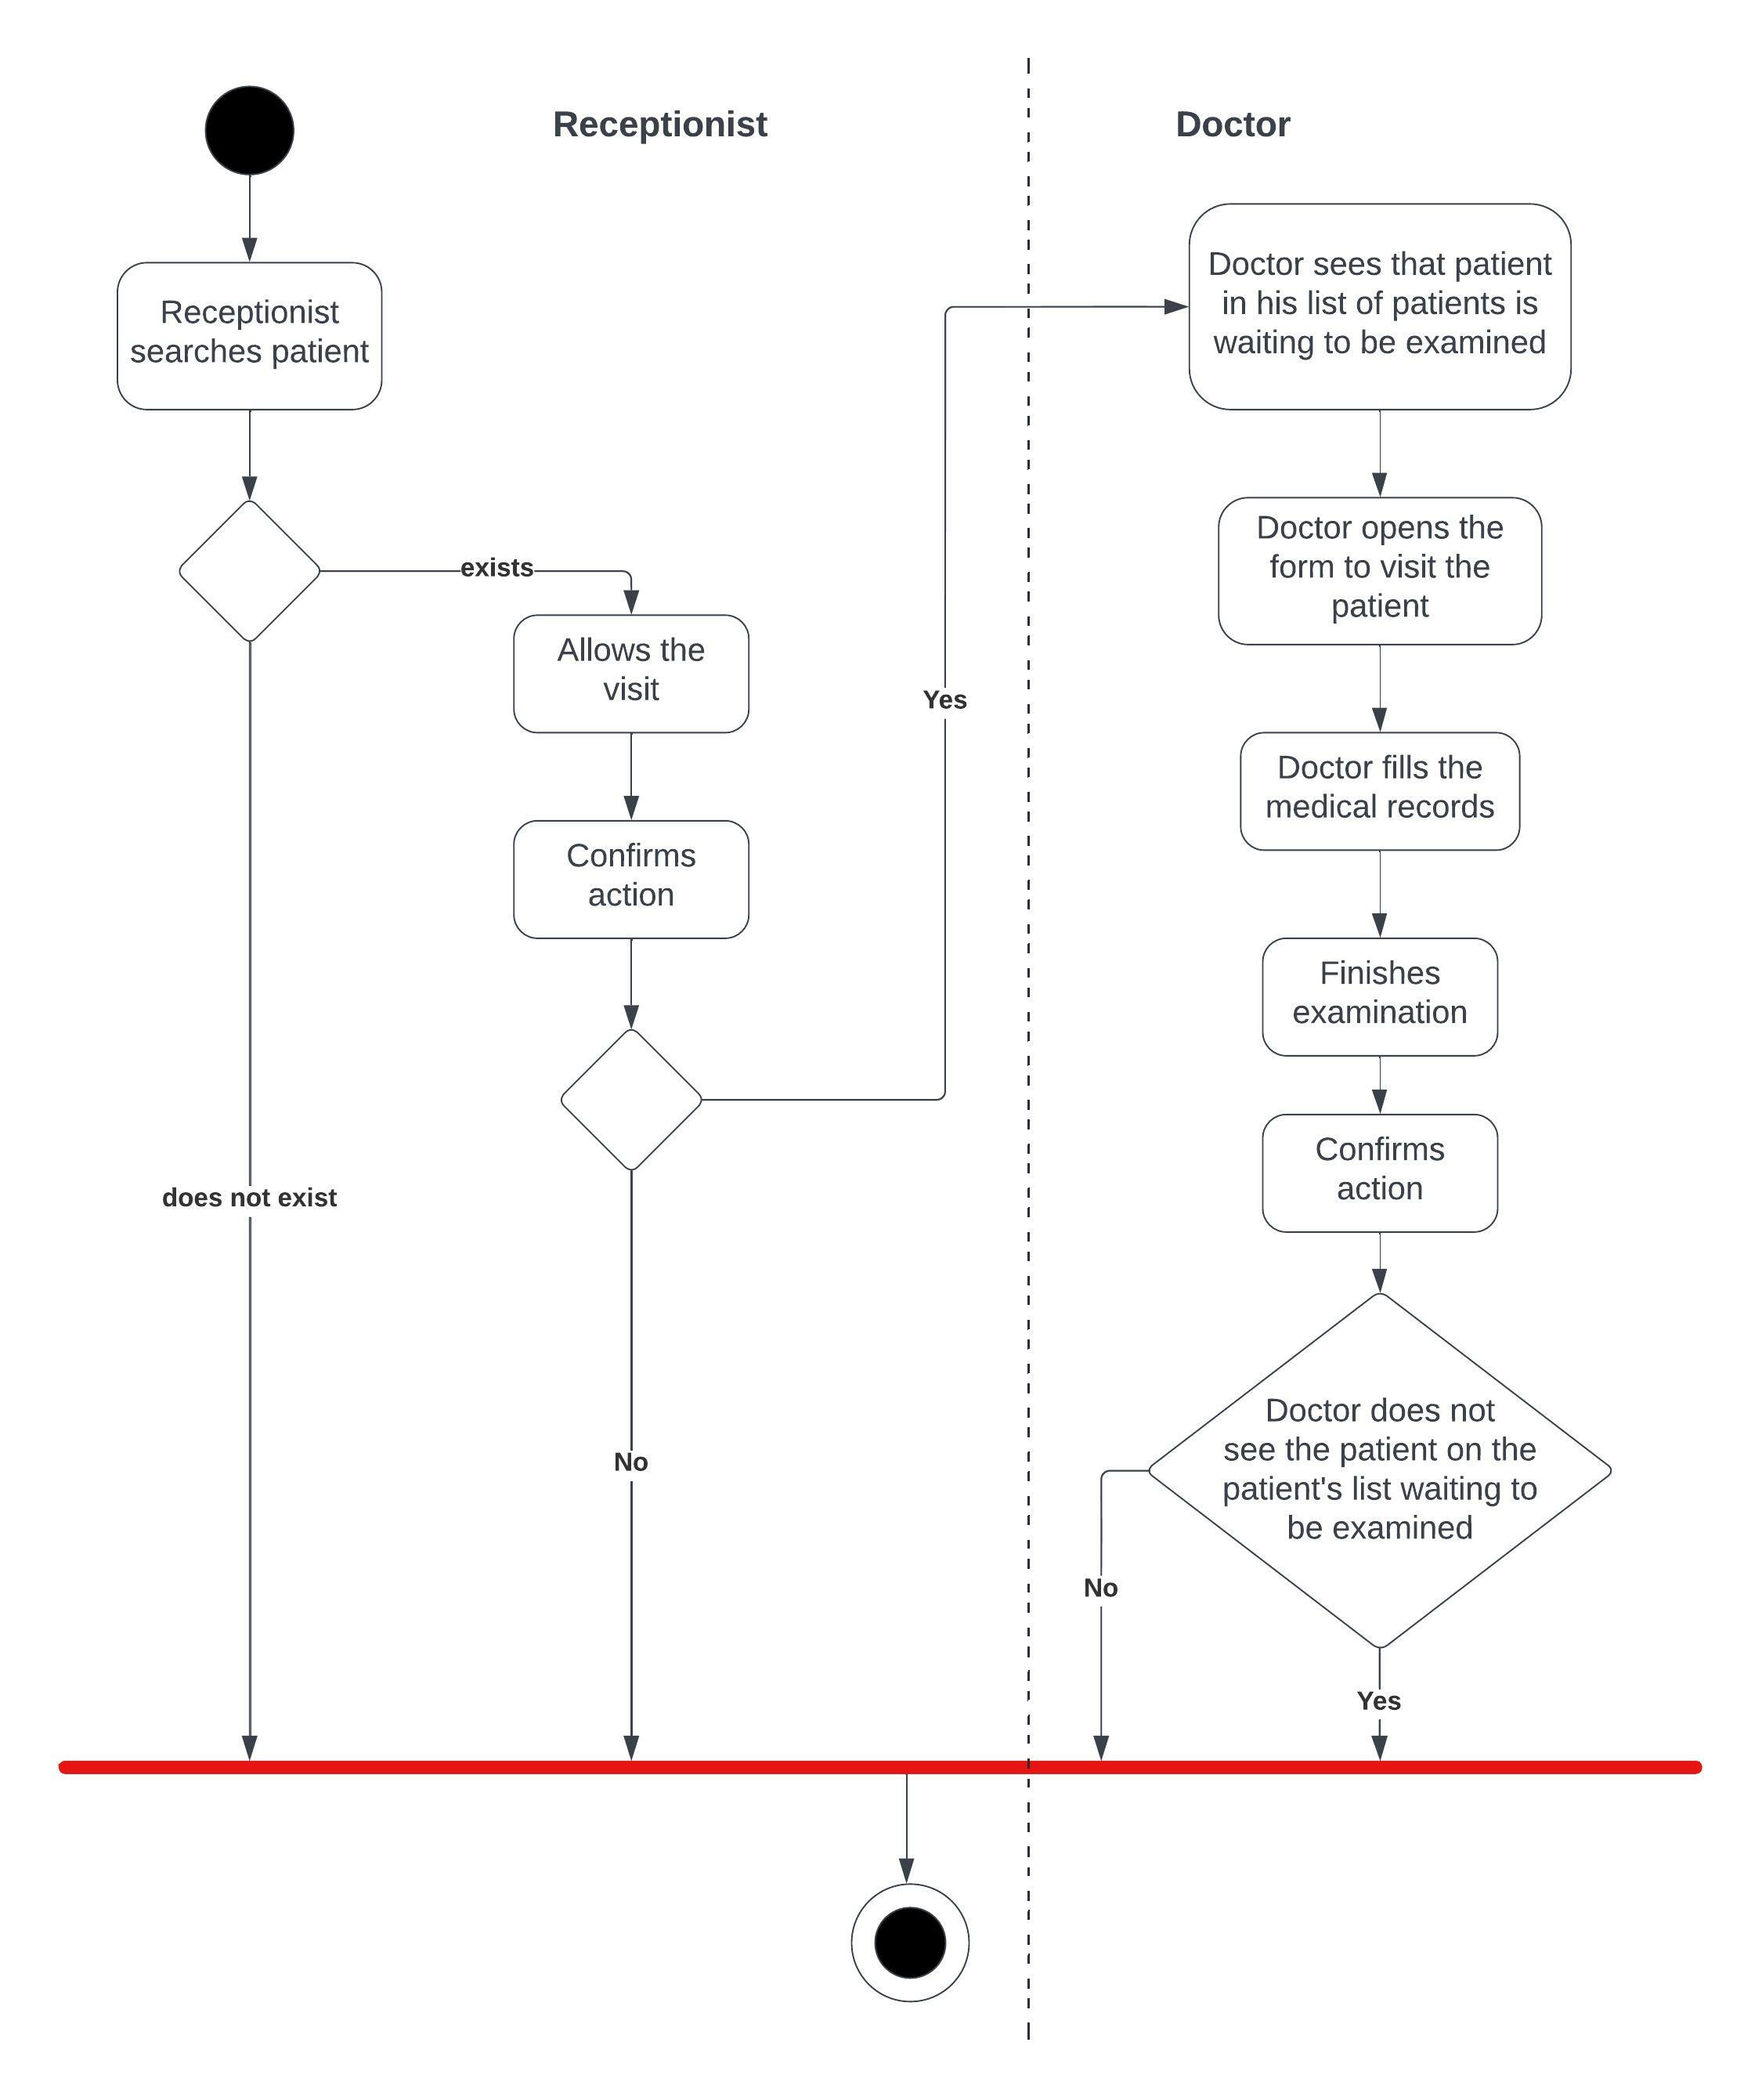 Receptionist
Doctor
Receptionist
searches patient
exists
Allows the
visit
Confirms
action
Yes
does not exist
No
Doctor sees that patient
in his list of patients is
waiting to be examined
Doctor opens the
form to visit the
patient
Doctor fills the
medical records
Finishes
examination
Confirms
action
Doctor does not
see the patient on the
patient's list waiting to
be examined
No
Yes